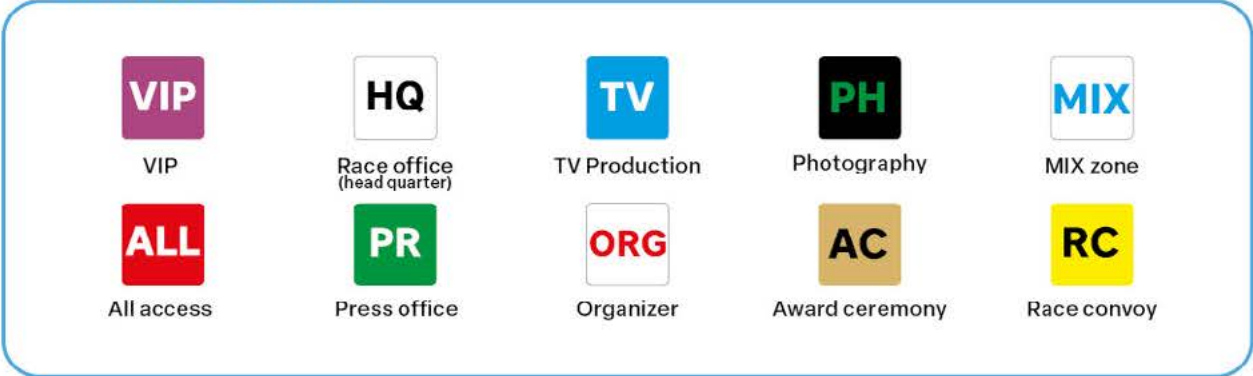 VIP HQ TV PH MIX
VIP Race office TV Production Photography MIX zone
(head quarter)
ALL PR ORG AC RC
All access Press office Organizer Award ceremony Race convoy